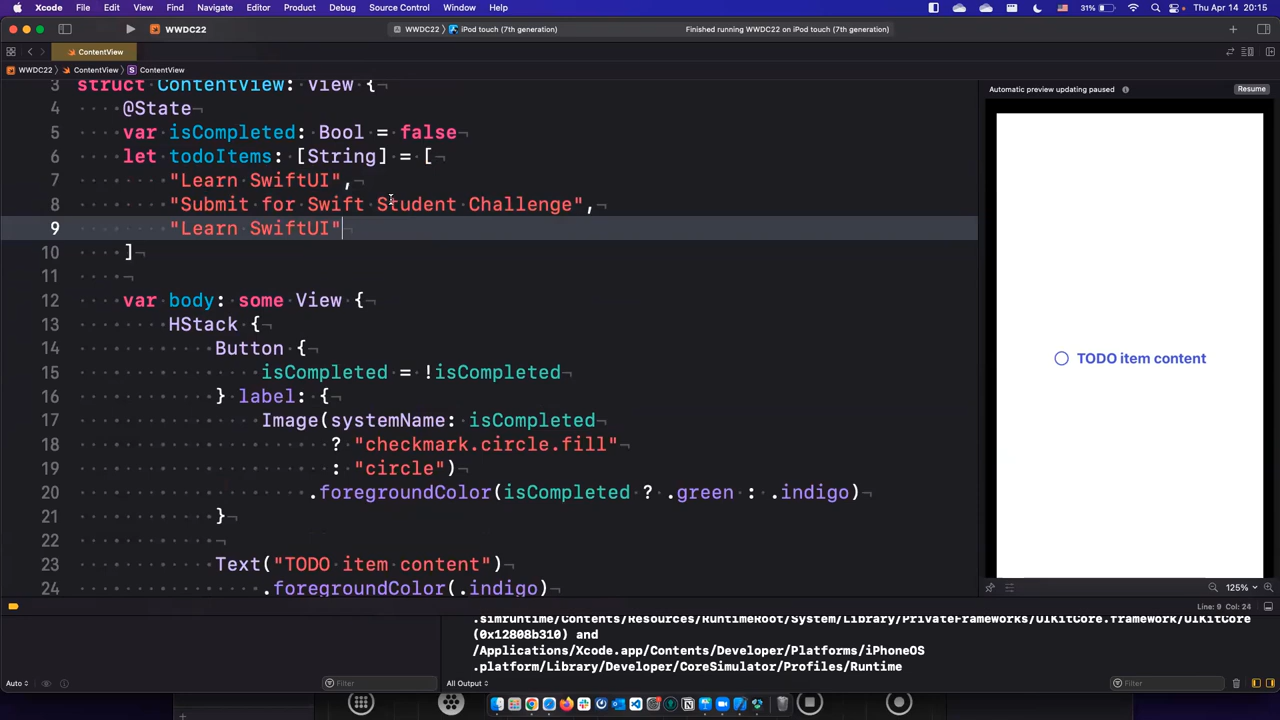 Xcode File Edit View Find Navigate Editor Product Debug Source Control Window Help 31% Thu Apr 14 20:15
WWDC22 WWDC22 iPod touch (7th generation) Finished running WWDC22 on iPod touch (7th generation)
ContentView
WWDC22 ContentView ContentView
3 struct ContentView: View {
4 @State
5 var isCompleted: Bool = false
6 let todoItems: [String] = [
7 "Learn SwiftUI",
8 "Submit for Swift Student Challenge",
9 "Learn SwiftUI"
10 ]
11
12 var body: some View {
13 HStack {
14 Button {
15 isCompleted = !isCompleted
16 } label: {
17 Image(systemName: isCompleted
18 ? "checkmark.circle.fill"
19 : "circle")
20 .foregroundColor(isCompleted ? .green : .indigo)
21 }
22
23 Text("TODO item content")
24 .foregroundColor(.indigo)
Automatic preview updating paused Resume
TODO item content
125%
Line: 9 Col: 24
.simruntime/Contents/Resources/RuntimeRoot/System/Library/PrivateFrameworks/UIKitCore.framework/UIKitCore
(0x12808b310) and
/Applications/Xcode.app/Contents/Developer/Platforms/iPhoneOS
.platform/Library/Developer/CoreSimulator/Profiles/Runtime
Auto Filter All Output Filter